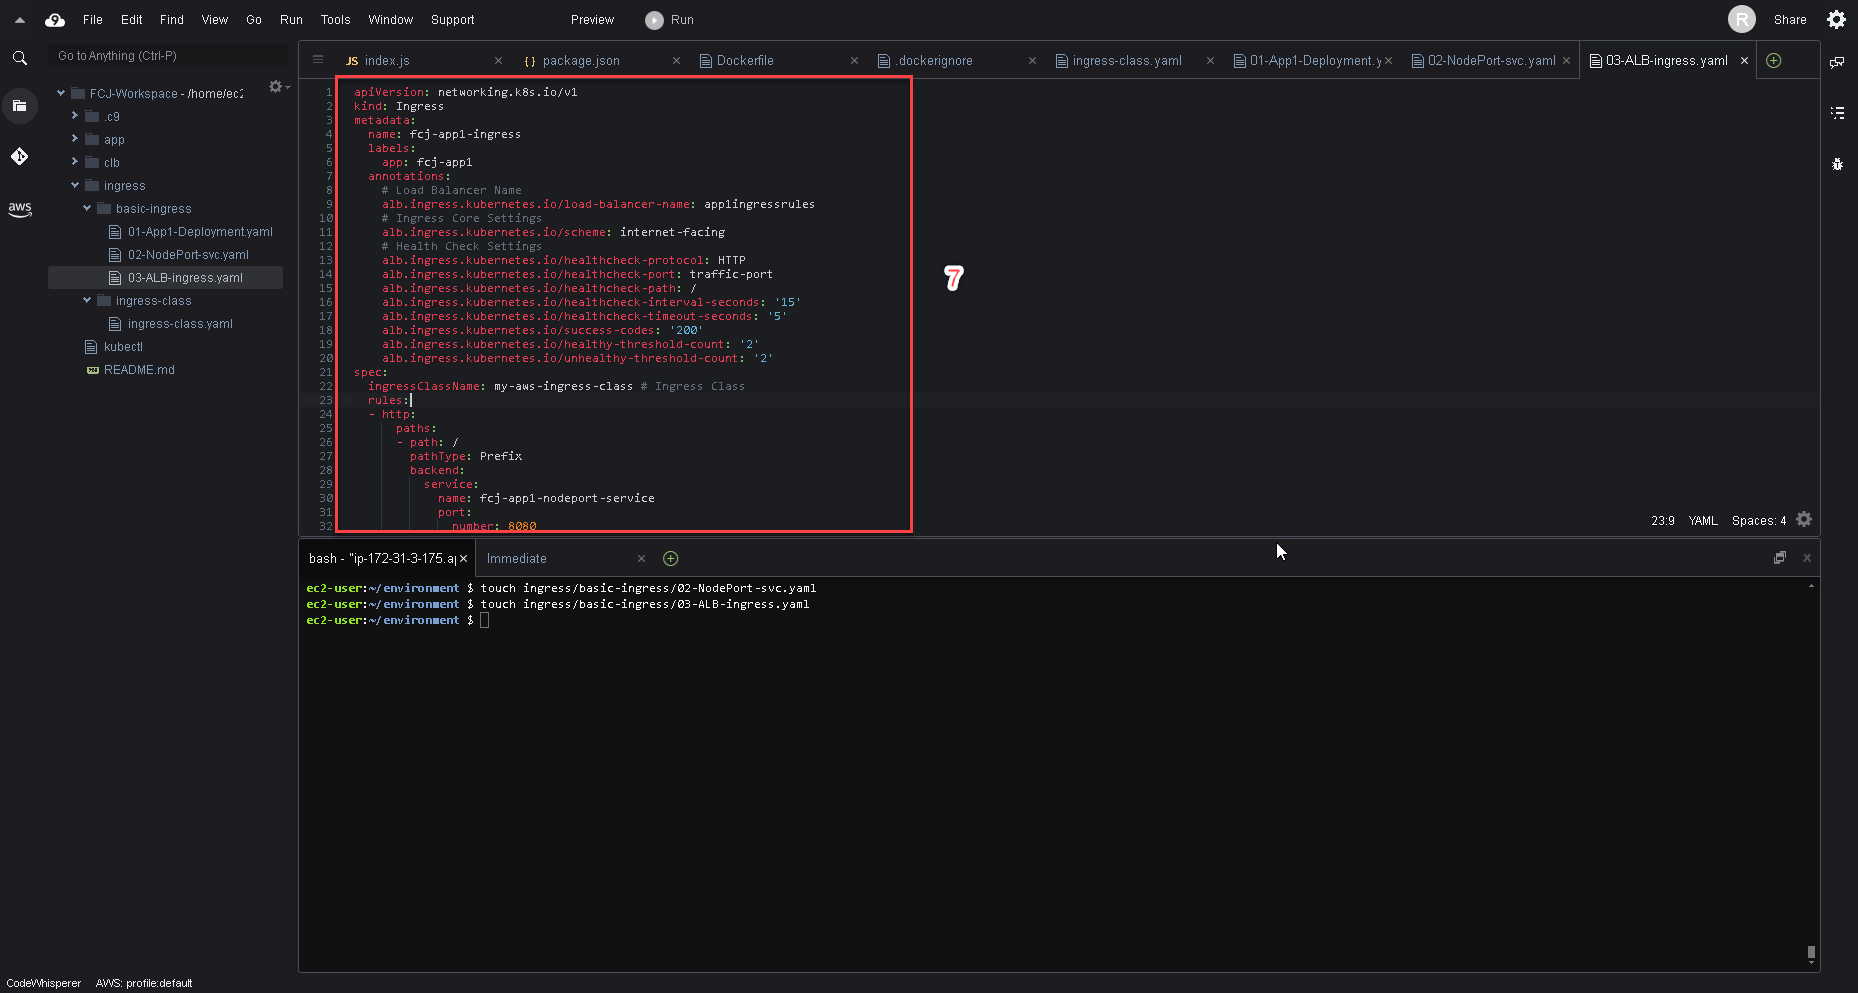 File Edit Find View Go Run Tools Window Support Preview Run R Share
Go to Anything (Ctrl-P)
JS index.js
{} package.json
Dockerfile
.dockerignore
ingress-class.yaml
01-App1-Deployment.y
02-NodePort-svc.yaml
03-ALB-ingress.yaml
FCJ-Workspace - /home/ec2
.c9
app
clb
ingress
basic-ingress
01-App1-Deployment.yaml
02-NodePort-svc.yaml
03-ALB-ingress.yaml
ingress-class
ingress-class.yaml
kubectl
README.md
aws
1 apiVersion: networking.k8s.io/v1
2 kind: Ingress
3 metadata:
4 name: fcj-app1-ingress
5 labels:
6 app: fcj-app1
7 annotations:
8 # Load Balancer Name
9 alb.ingress.kubernetes.io/load-balancer-name: applingressrules
10 # Ingress Core Settings
11 alb.ingress.kubernetes.io/scheme: internet-facing
12 # Health Check Settings
13 alb.ingress.kubernetes.io/healthcheck-protocol: HTTP
14 alb.ingress.kubernetes.io/healthcheck-port: traffic-port
15 alb.ingress.kubernetes.io/healthcheck-path: /
16 alb.ingress.kubernetes.io/healthcheck-interval-seconds: '15'
17 alb.ingress.kubernetes.io/healthcheck-timeout-seconds: '5'
18 alb.ingress.kubernetes.io/success-codes: '200'
19 alb.ingress.kubernetes.io/healthy-threshold-count: '2'
20 alb.ingress.kubernetes.io/unhealthy-threshold-count: '2'
21 spec:
22 ingressClassName: my-aws-ingress-class # Ingress Class
23 rules:
24 - http:
25 paths:
26 - path: /
27 pathType: Prefix
28 backend:
29 service:
30 name: fcj-app1-nodeport-service
31 port:
32 number: 8080
7
23:9 YAML Spaces: 4
bash - "ip-172-31-3-175.ap
Immediate
ec2-user:~/environment $ touch ingress/basic-ingress/02-NodePort-svc.yaml
ec2-user:~/environment $ touch ingress/basic-ingress/03-ALB-ingress.yaml
ec2-user:~/environment $
CodeWhisperer AWS: profile:default